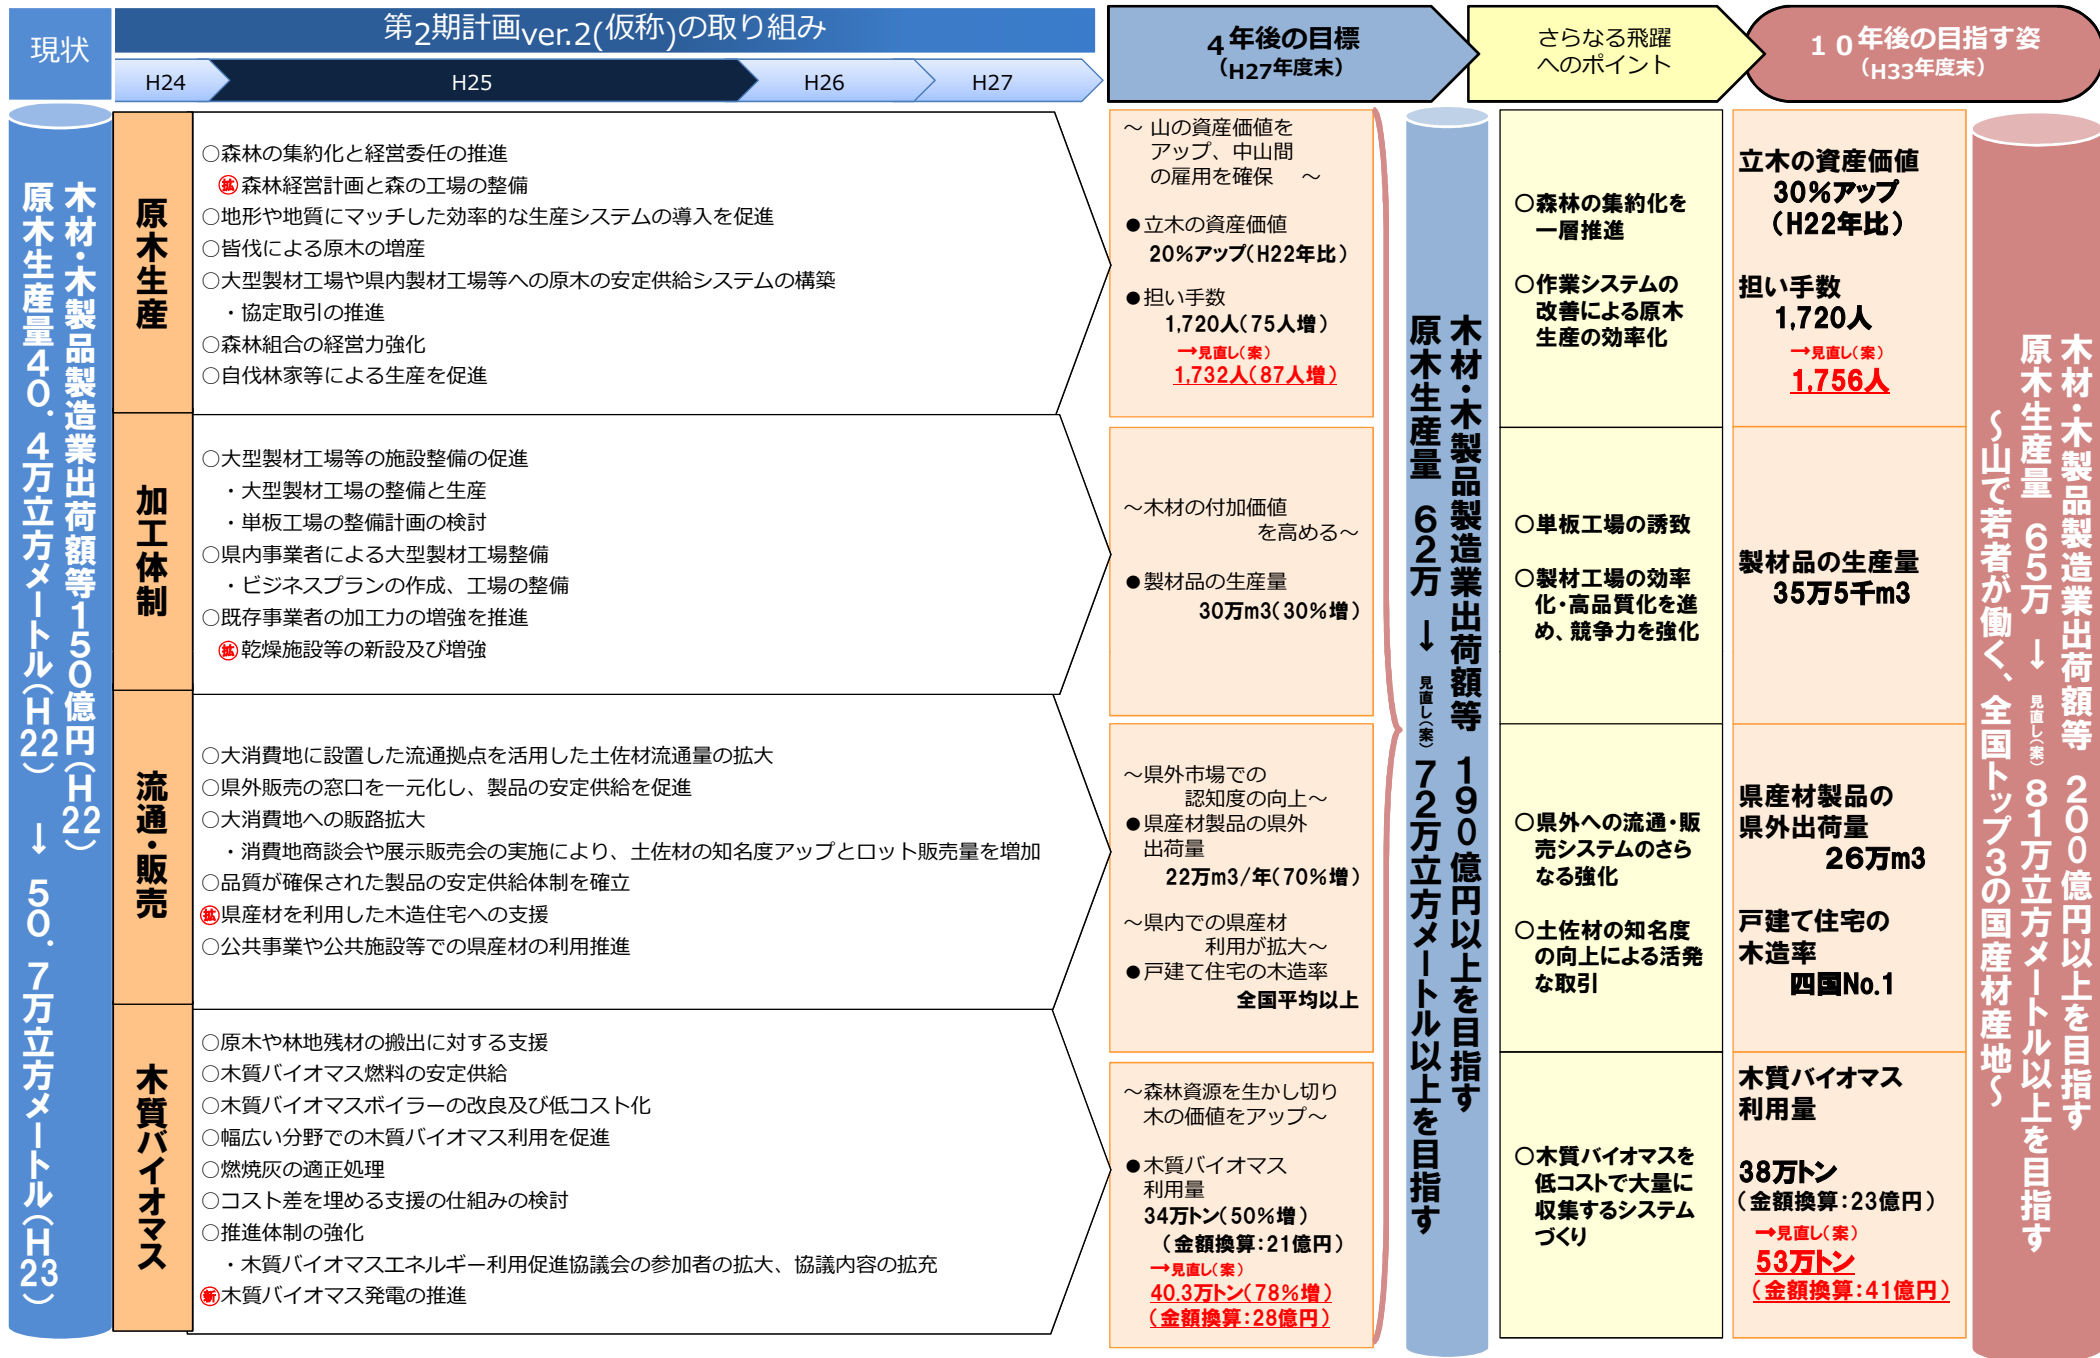 現状
第2期計画ver.2(仮称)の取り組み
H24
H25
H26
H27
4年後の目標
(H27年度末)
さらなる飛躍
へのポイント
10年後の目指す姿
(H33年度末)
木材・木製品製造業出荷額等150億円(H22)
原木生産量40.4万立方メートル(H22) → 50.7万立方メートル(H23)
原木生産
○森林の集約化と経営委任の推進
拡森林経営計画と森の工場の整備
○地形や地質にマッチした効率的な生産システムの導入を促進
○皆伐による原木の増産
○大型製材工場や県内製材工場等への原木の安定供給システムの構築
・協定取引の推進
○森林組合の経営力強化
○自伐林家等による生産を促進
加工体制
○大型製材工場等の施設整備の促進
・大型製材工場の整備と生産
・単板工場の整備計画の検討
○県内事業者による大型製材工場整備
・ビジネスプランの作成、工場の整備
○既存事業者の加工力の増強を推進
拡乾燥施設等の新設及び増強
流通・販売
○大消費地に設置した流通拠点を活用した土佐材流通量の拡大
○県外販売の窓口を一元化し、製品の安定供給を促進
○大消費地への販路拡大
・消費地商談会や展示販売会の実施により、土佐材の知名度アップとロット販売量を増加
○品質が確保された製品の安定供給体制を確立
拡県産材を利用した木造住宅への支援
○公共事業や公共施設等での県産材の利用推進
木質バイオマス
○原木や林地残材の搬出に対する支援
○木質バイオマス燃料の安定供給
○木質バイオマスボイラーの改良及び低コスト化
○幅広い分野での木質バイオマス利用を促進
○燃焼灰の適正処理
○コスト差を埋める支援の仕組みの検討
○推進体制の強化
・木質バイオマスエネルギー利用促進協議会の参加者の拡大、協議内容の拡充
新木質バイオマス発電の推進
～ 山の資産価値を
アップ、中山間
の雇用を確保 ～
●立木の資産価値
20%アップ(H22年比)
●担い手数
1,720人(75人増)
→見直し(案)
1,732人(87人増)
～木材の付加価値
を高める～
●製材品の生産量
30万m3(30%増)
～県外市場での
認知度の向上～
●県産材製品の県外
出荷量
22万m3/年(70%増)
～県内での県産材
利用が拡大～
●戸建て住宅の木造率
全国平均以上
～森林資源を生かし切り
木の価値をアップ～
●木質バイオマス
利用量
34万トン(50%増)
(金額換算:21億円)
→見直し(案)
40.3万トン(78%増)
(金額換算:28億円)
木材・木製品製造業出荷額等 190億円以上を目指す
原木生産量 62万 → 見直し(案) 72万立方メートル以上を目指す
○森林の集約化を
一層推進
○作業システムの
改善による原木
生産の効率化
○単板工場の誘致
○製材工場の効率
化・高品質化を進
め、競争力を強化
○県外への流通・販
売システムのさら
なる強化
○土佐材の知名度
の向上による活発
な取引
○木質バイオマスを
低コストで大量に
収集するシステム
づくり
立木の資産価値
30%アップ
(H22年比)
担い手数
1,720人
→見直し(案)
1,756人
製材品の生産量
35万5千m3
県産材製品の
県外出荷量
26万m3
戸建て住宅の
木造率
四国No.1
木質バイオマス
利用量
38万トン
(金額換算:23億円)
→見直し(案)
53万トン
(金額換算:41億円)
木材・木製品製造業出荷額等 200億円以上を目指す
原木生産量 65万 → 見直し(案) 81万立方メートル以上を目指す
～山で若者が働く、全国トップ3の国産材産地～